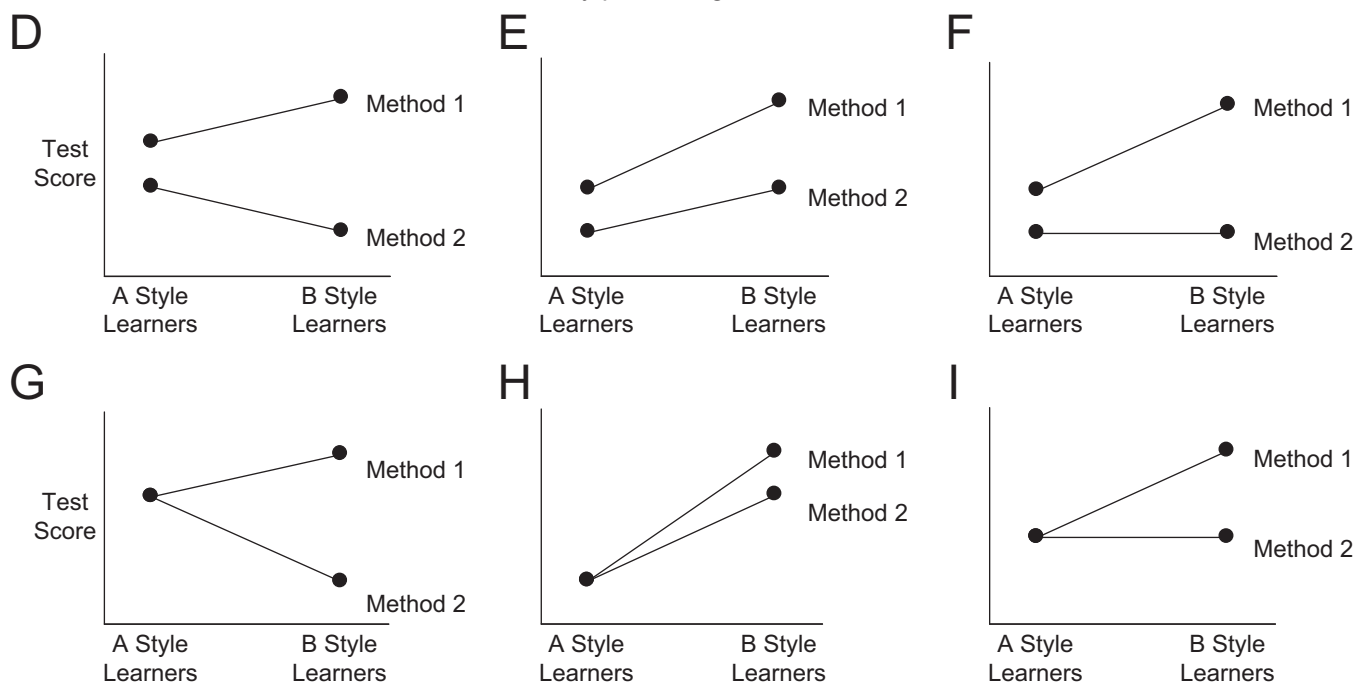 D
E
F
Method 1
Method 1
Method 1
Test
Score
Method 2
Method 2
Method 2
A Style
Learners
B Style
Learners
A Style
Learners
B Style
Learners
A Style
Learners
B Style
Learners
G
H
I
Method 1
Method 1
Method 1
Test
Score
Method 2
Method 2
Method 2
A Style
Learners
B Style
Learners
A Style
Learners
B Style
Learners
A Style
Learners
B Style
Learners